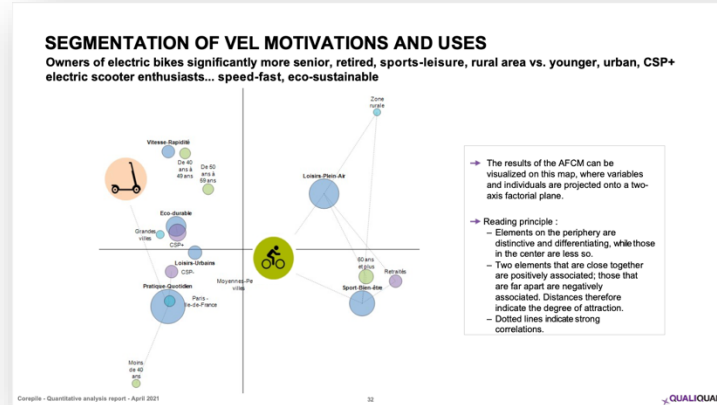 SEGMENTATION OF VEL MOTIVATIONS AND USES
Owners of electric bikes significantly more senior, retired, sports-leisure, rural area vs. younger, urban, CSP+
electric scooter enthusiasts... speed-fast, eco-sustainable
Zone
rurale
Vitesse-Rapidité
De 40
ans à
49 ans
De 50
ans à
59 ans
Loisirs-Plein-Air
Eco-durable
Grandes
villes
CSP+
Loisirs-Urbains
CSP-
Moyennes-Pe
villes
60 ans
et plus
Retraités
Sport-Bien-être
Pratique-Quotidien
Paris -
Ile-de-France
Moins
de 40
ans
The results of the AFCM can be
visualized on this map, where variables
and individuals are projected onto a two-
axis factorial plane.
Reading principle :
– Elements on the periphery are
distinctive and differentiating, while those
in the center are less so.
– Two elements that are close together
are positively associated; those that
are far apart are negatively
associated. Distances therefore
indicate the degree of attraction.
– Dotted lines indicate strong
correlations.
Corepile - Quantitative analysis report - April 2021
32
QUALIQUAN